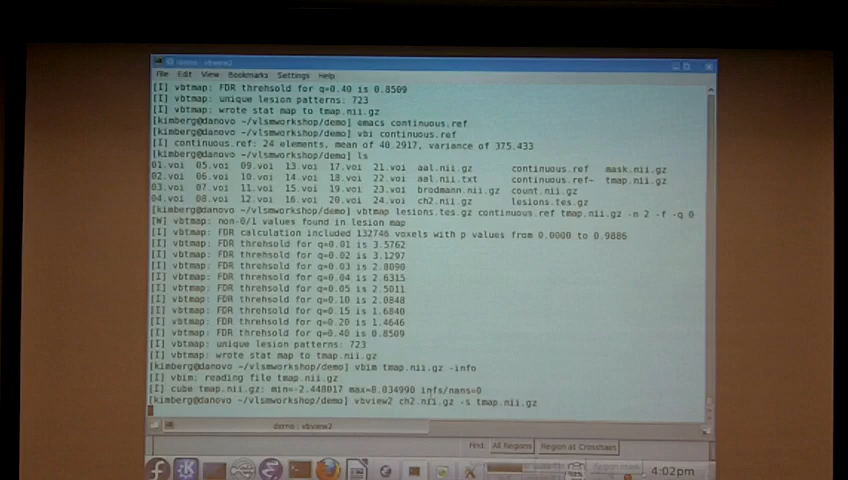 demo : vbview2
File Edit View Bookmarks Settings Help
[I] vbtmap: FDR threhsold for q=0.40 is 0.8509
[I] vbtmap: unique lesion patterns: 723
[I] vbtmap: wrote stat map to tmap.nii.gz
[kimberg@danovo ~/vlsmworkshop/demo] emacs continuous.ref
[kimberg@danovo ~/vlsmworkshop/demo] vbi continuous.ref
[I] continuous.ref: 24 elements, mean of 40.2917, variance of 375.433
[kimberg@danovo ~/vlsmworkshop/demo] ls
01.voi 05.voi 09.voi 13.voi 17.voi 21.voi aal.nii.gz continuous.ref mask.nii.gz
02.voi 06.voi 10.voi 14.voi 18.voi 22.voi aal.nii.txt continuous.ref~ tmap.nii.gz
03.voi 07.voi 11.voi 15.voi 19.voi 23.voi brodmann.nii.gz count.nii.gz
04.voi 08.voi 12.voi 16.voi 20.voi 24.voi ch2.nii.gz lesions.tes.gz
[kimberg@danovo ~/vlsmworkshop/demo] vbtmap lesions.tes.gz continuous.ref tmap.nii.gz -n 2 -f -q 0
[W] vbtmap: non-0/1 values found in lesion map
[I] vbtmap: FDR calculation included 132746 voxels with p values from 0.0000 to 0.9886
[I] vbtmap: FDR threhsold for q=0.01 is 3.5762
[I] vbtmap: FDR threhsold for q=0.02 is 3.1297
[I] vbtmap: FDR threhsold for q=0.03 is 2.8090
[I] vbtmap: FDR threhsold for q=0.04 is 2.6315
[I] vbtmap: FDR threhsold for q=0.05 is 2.5011
[I] vbtmap: FDR threhsold for q=0.10 is 2.0848
[I] vbtmap: FDR threhsold for q=0.15 is 1.6840
[I] vbtmap: FDR threhsold for q=0.20 is 1.4646
[I] vbtmap: FDR threhsold for q=0.40 is 0.8509
[I] vbtmap: unique lesion patterns: 723
[I] vbtmap: wrote stat map to tmap.nii.gz
[kimberg@danovo ~/vlsmworkshop/demo] vbim tmap.nii.gz -info
[I] vbim: reading file tmap.nii.gz
[I] cube tmap.nii.gz: min=-2.448017 max=8.034990 infs/nans=0
[kimberg@danovo ~/vlsmworkshop/demo] vbview2 ch2.nii.gz -s tmap.nii.gz
demo : vbview2
Find: All Regions Region at Crosshairs
4:02pm